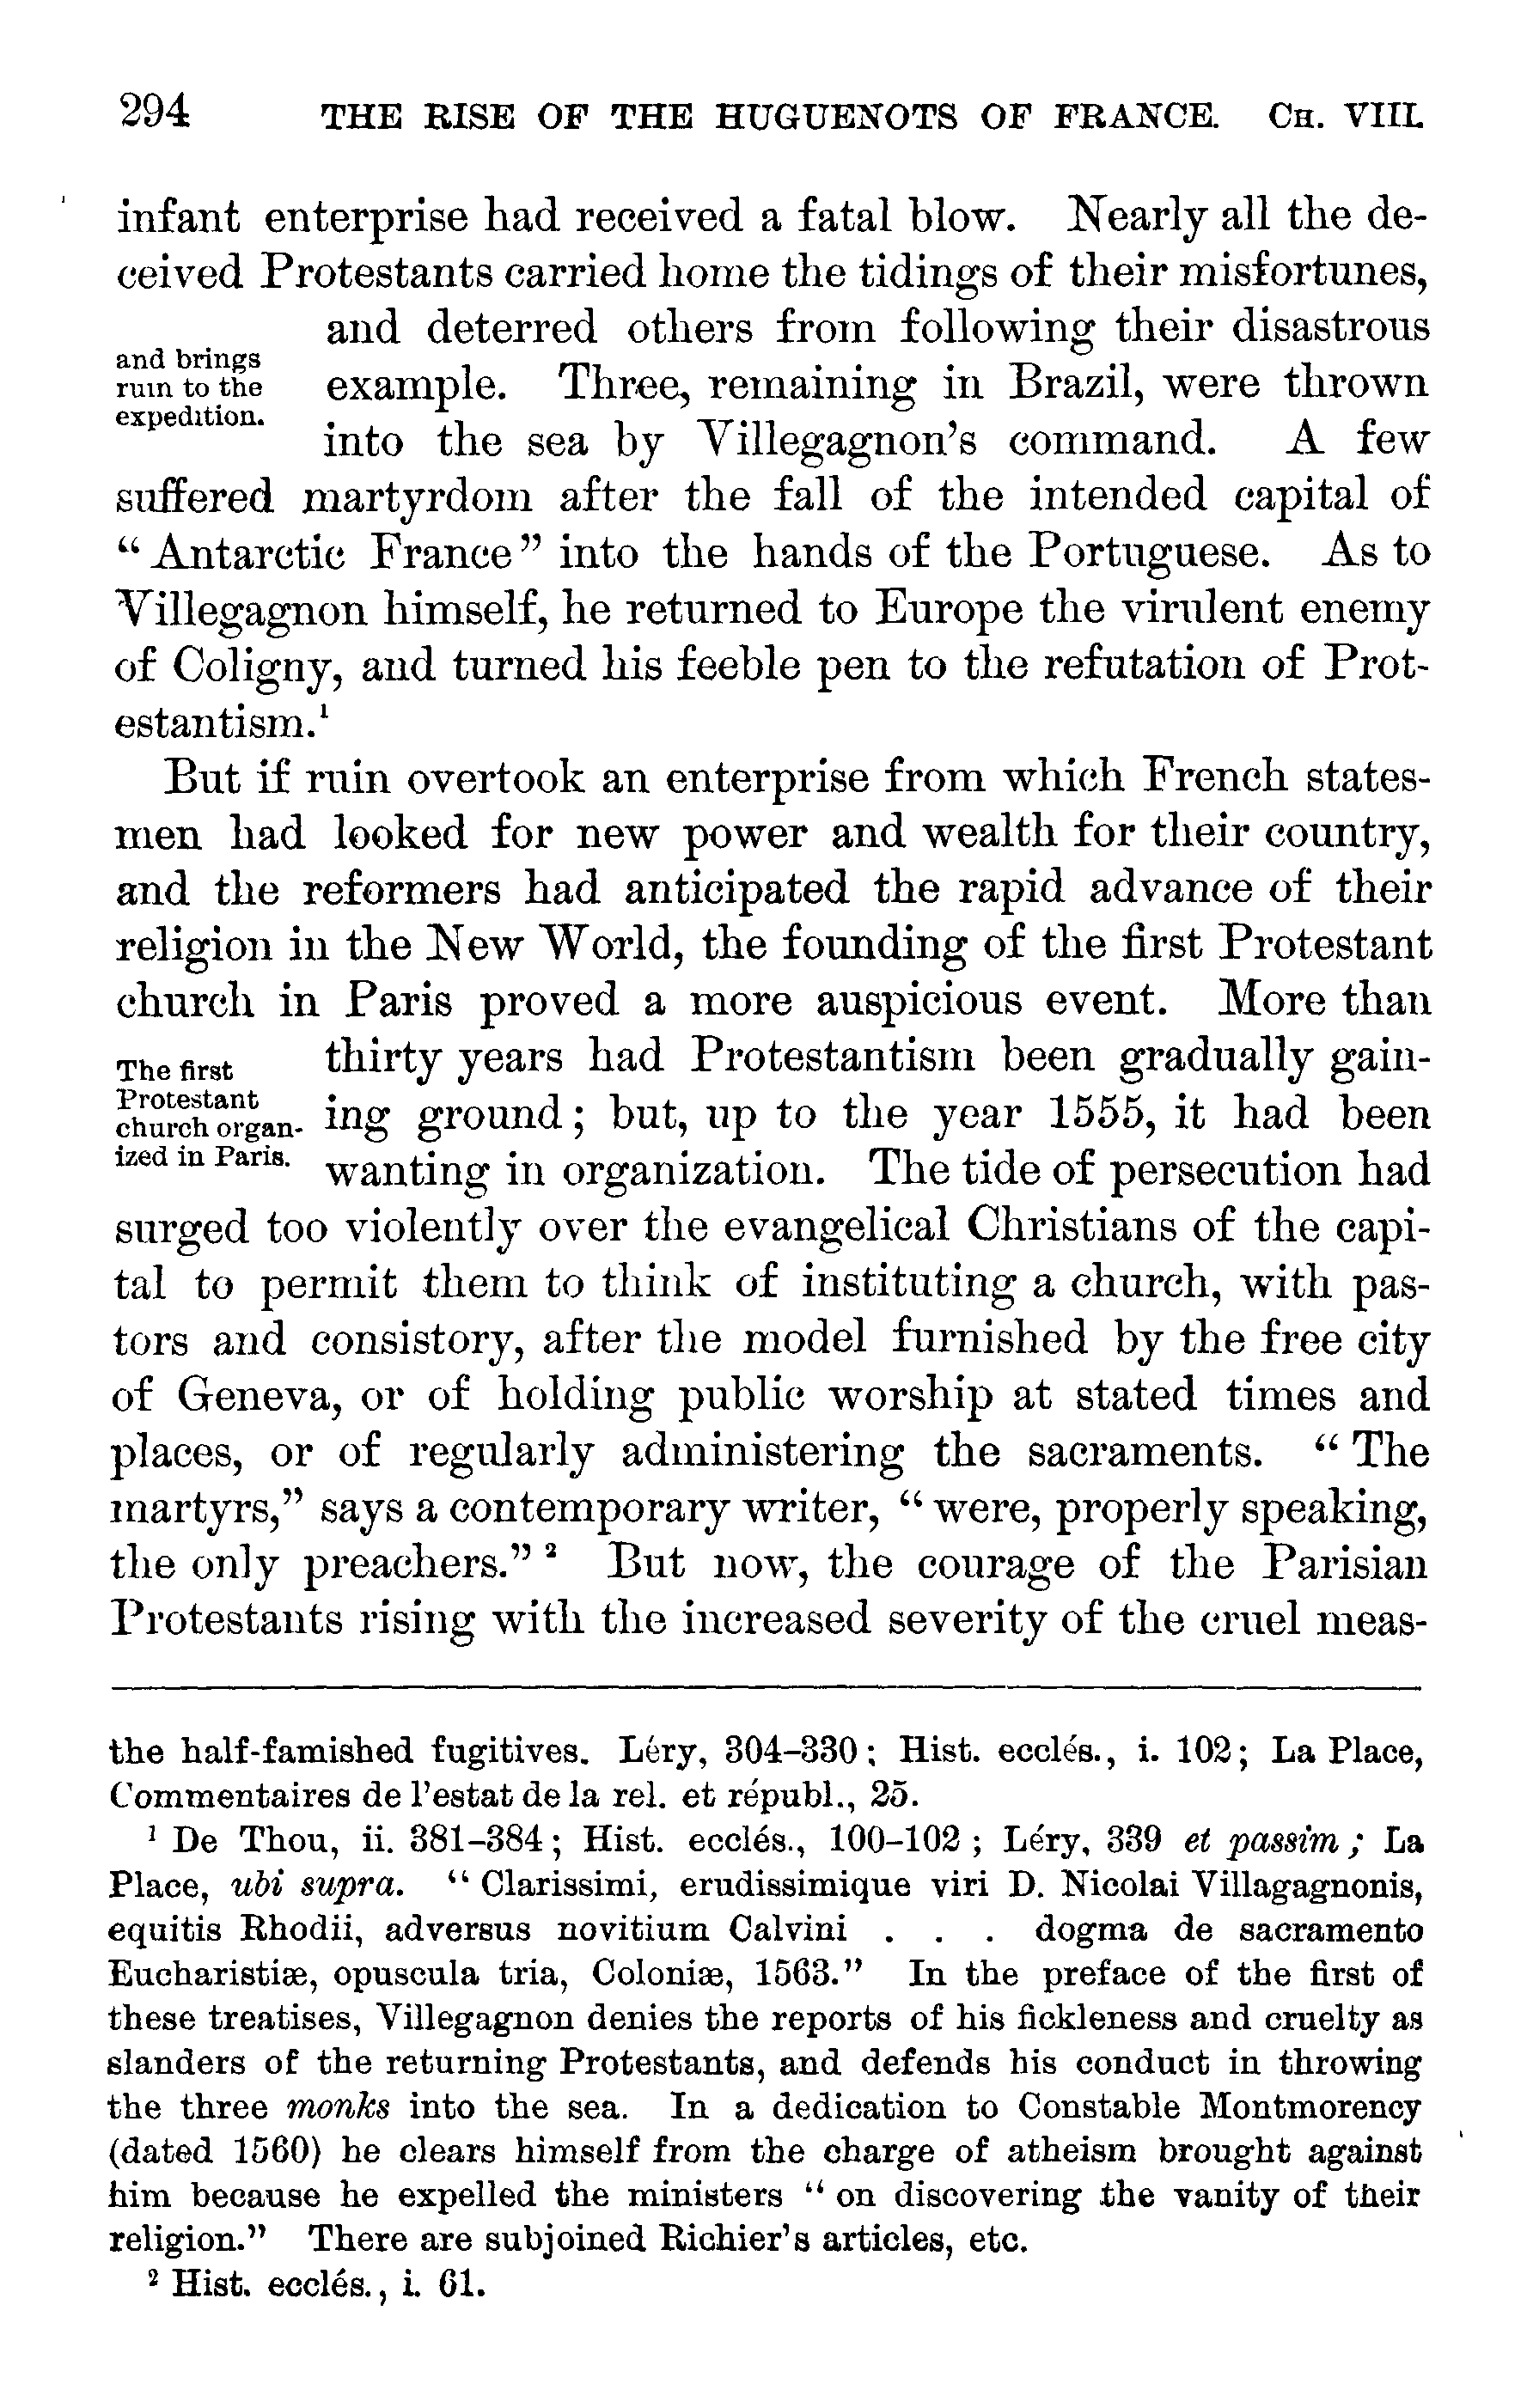 294 THE RISE OF THE HUGUENOTS OF FRANCE. CH. VIII.
infant enterprise had received a fatal blow. Nearly all the de-
ceived Protestants carried home the tidings of their misfortunes,
and deterred others from following their disastrous
and brings
ruin to the
expedition.
example. Three, remaining in Brazil, were thrown
into the sea by Villegagnon's command. A few
suffered martyrdom after the fall of the intended capital of
“ Antarctic France” into the hands of the Portuguese. As to
Villegagnon himself, he returned to Europe the virulent enemy
of Coligny, and turned his feeble pen to the refutation of Prot-
estantism.¹
But if ruin overtook an enterprise from which French states-
men had looked for new power and wealth for their country,
and the reformers had anticipated the rapid advance of their
religion in the New World, the founding of the first Protestant
church in Paris proved a more auspicious event. More than
The first
Protestant
church organ-
ized in Paris.
thirty years had Protestantism been gradually gain-
ing ground; but, up to the year 1555, it had been
wanting in organization. The tide of persecution had
surged too violently over the evangelical Christians of the capi-
tal to permit them to think of instituting a church, with pas-
tors and consistory, after the model furnished by the free city
of Geneva, or of holding public worship at stated times and
places, or of regularly administering the sacraments. “ The
martyrs,” says a contemporary writer, “ were, properly speaking,
the only preachers.” ² But now, the courage of the Parisian
Protestants rising with the increased severity of the cruel meas-
the half-famished fugitives. Léry, 304–330; Hist. ecclés., i. 102; La Place,
Commentaires de l'estat de la rel. et républ., 25.
¹ De Thou, ii. 381–384; Hist. ecclés., 100–102; Léry, 339 et passim; La
Place, ubi supra. “ Clarissimi, erudissimique viri D. Nicolai Villagagnonis,
equitis Rhodii, adversus novitium Calvini . . . dogma de sacramento
Eucharistiæ, opuscula tria, Coloniæ, 1563.” In the preface of the first of
these treatises, Villegagnon denies the reports of his fickleness and cruelty as
slanders of the returning Protestants, and defends his conduct in throwing
the three monks into the sea. In a dedication to Constable Montmorency
(dated 1560) he clears himself from the charge of atheism brought against
him because he expelled the ministers “ on discovering the vanity of their
religion.” There are subjoined Richier's articles, etc.
² Hist. ecclés., i. 61.